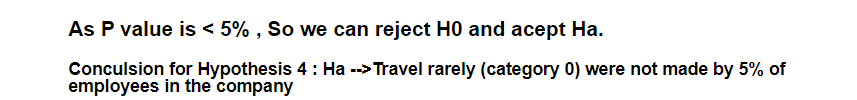 As P value is < 5% , So we can reject H0 and acept Ha.
Conculsion for Hypothesis 4 : Ha -->Travel rarely (category 0) were not made by 5% of
employees in the company